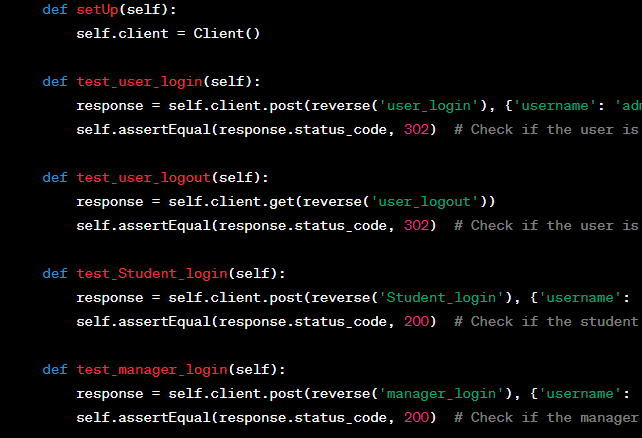 def setUp(self):
self.client = Client()
def test_user_login(self):
response = self.client.post(reverse('user_login'), {'username': 'adm
self.assertEqual(response.status_code, 302)  # Check if the user is
def test_user_logout(self):
response = self.client.get(reverse('user_logout'))
self.assertEqual(response.status_code, 302)  # Check if the user is
def test_Student_login(self):
response = self.client.post(reverse('Student_login'), {'username':
self.assertEqual(response.status_code, 200)  # Check if the student
def test_manager_login(self):
response = self.client.post(reverse('manager_login'), {'username':
self.assertEqual(response.status_code, 200)  # Check if the manager